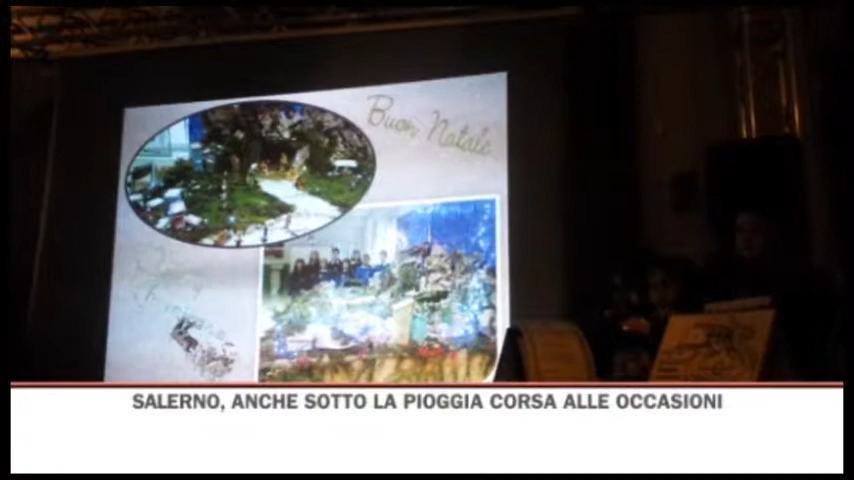 Buon Natale
SALERNO, ANCHE SOTTO LA PIOGGIA CORSA ALLE OCCASIONI